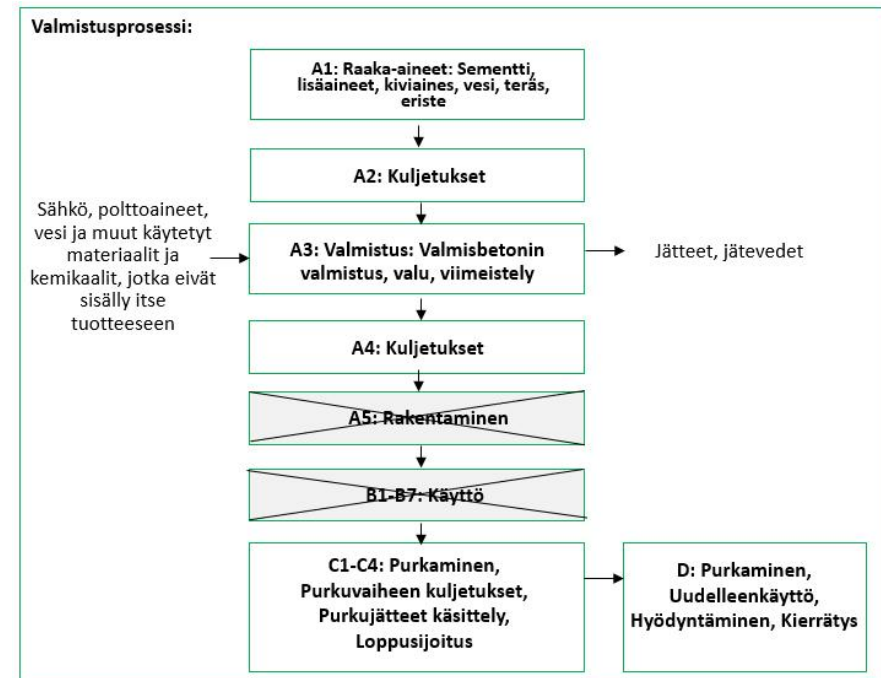 Valmistusprosessi:
A1: Raaka-aineet: Sementti,
lisäaineet, kiviaines, vesi, teräs,
eriste
A2: Kuljetukset
Sähkö, polttoaineet,
vesi ja muut käytetyt
materiaalit ja
kemikaalit, jotka eivät
sisälly itse
tuotteeseen
A3: Valmistus: Valmisbetonin
valmistus, valu, viimeistely
Jätteet, jätevedet
A4: Kuljetukset
A5: Rakentaminen
B1-B7: Käyttö
C1-C4: Purkaminen,
Purkuvaiheen kuljetukset,
Purkujätteet käsittely,
Loppusijoitus
D: Purkaminen,
Uudelleenkäyttö,
Hyödyntäminen, Kierrätys